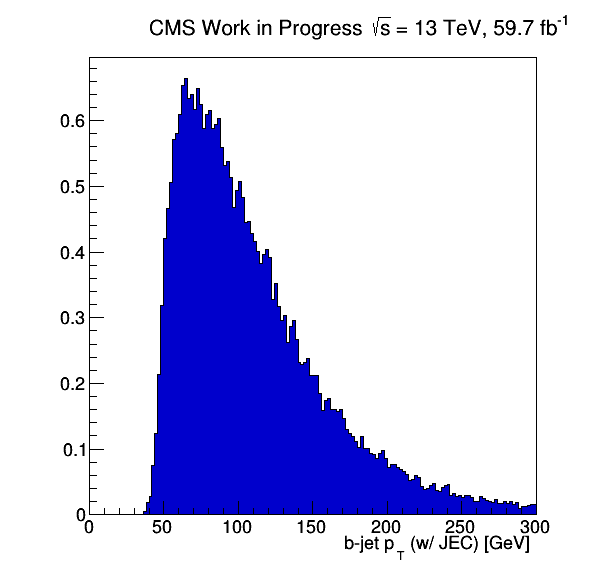 CMS Work in Progress √s = 13 TeV, 59.7 fb⁻¹
0.6
0.5
0.4
0.3
0.2
0.1
0
0 50 100 150 200 250 300
b-jet p_T (w/ JEC) [GeV]